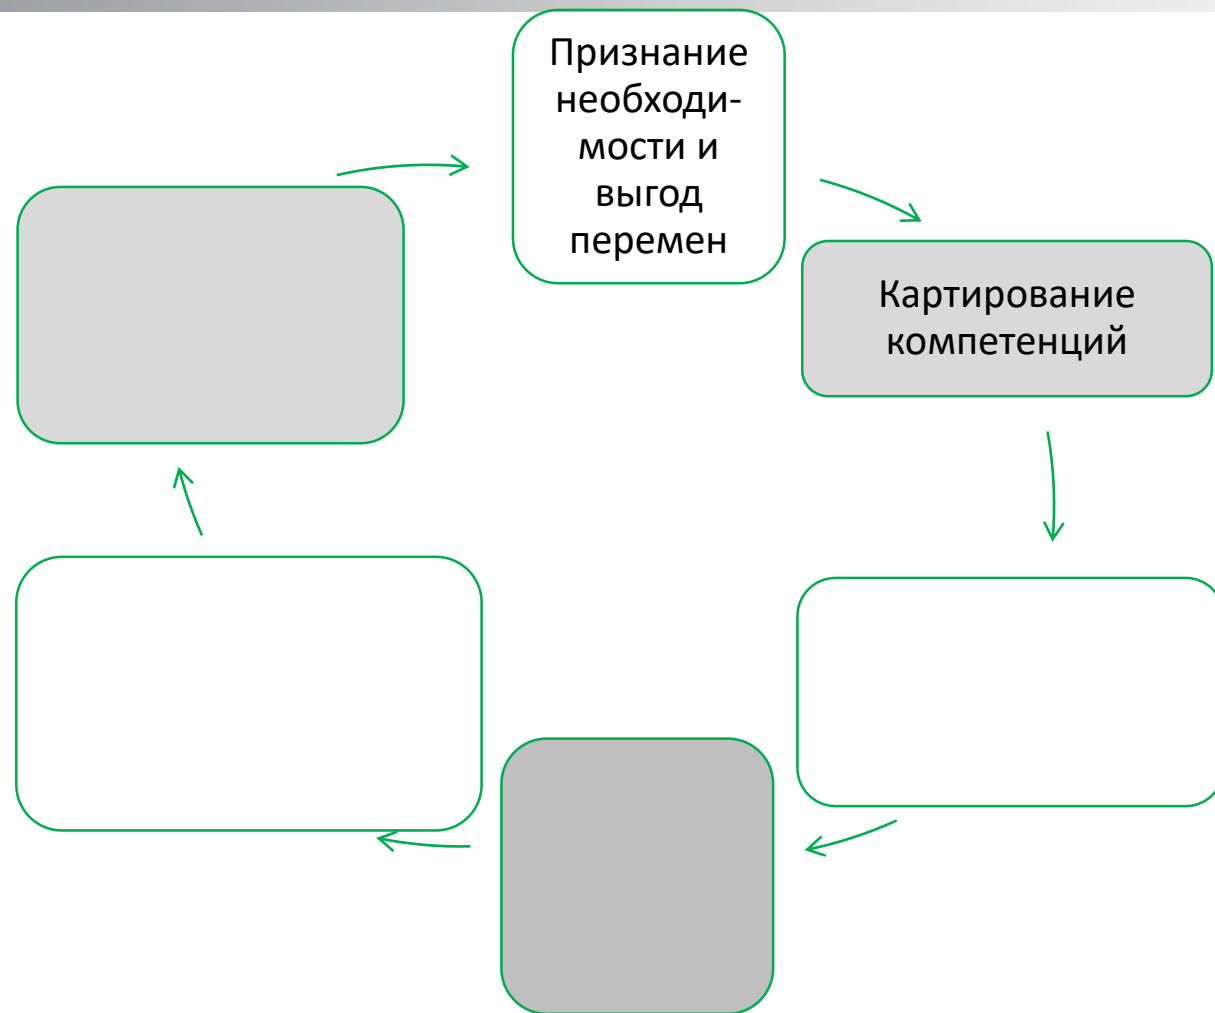 Признание
необходи-
мости и
выгод
перемен
Картирование
компетенций